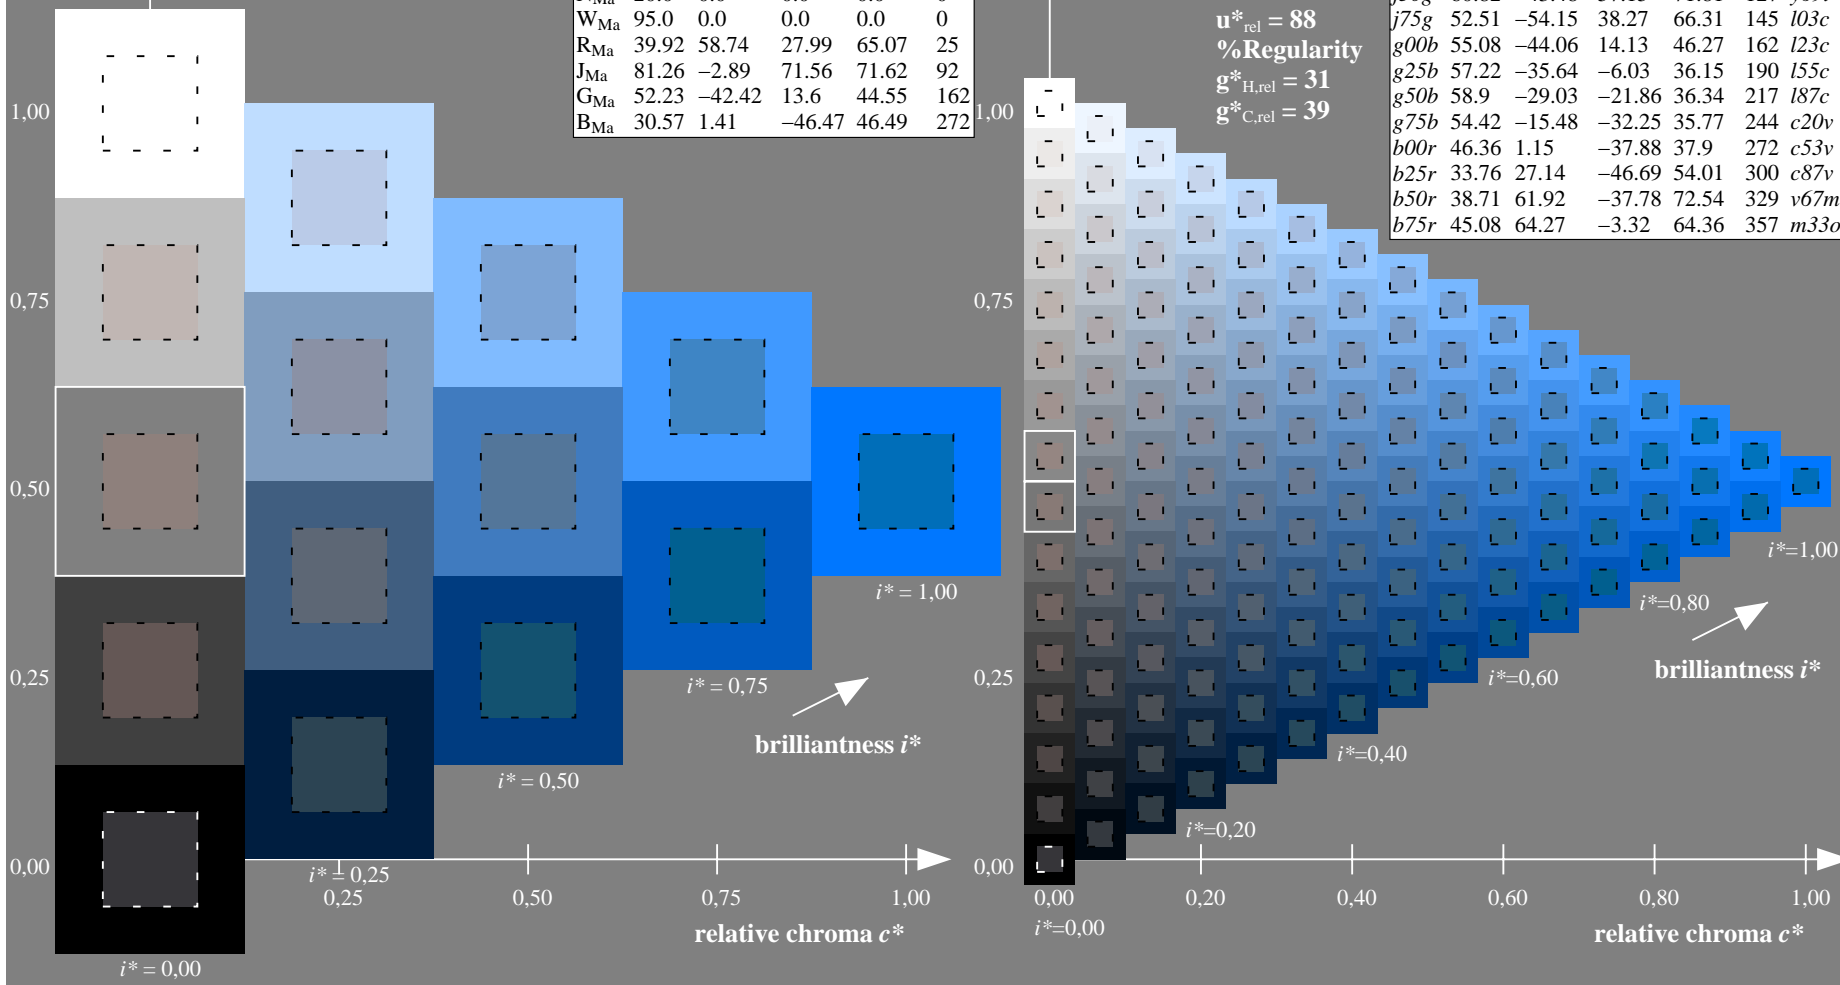 W_Ma 95.0 0.0 0.0 0.0 0
R_Ma 39.92 58.74 27.99 65.07 25
J_Ma 81.26 −2.89 71.56 71.62 92
G_Ma 52.23 −42.42 13.6 44.55 162
B_Ma 30.57 1.41 −46.47 46.49 272
u*rel = 88
%Regularity
g*H,rel = 31
g*C,rel = 39
j75g 52.51 −54.15 38.27 66.31 145 l03c
g00b 55.08 −44.06 14.13 46.27 162 l23c
g25b 57.22 −35.64 −6.03 36.15 190 l55c
g50b 58.9 −29.03 −21.86 36.34 217 l87c
g75b 54.42 −15.48 −32.25 35.77 244 c20v
b00r 46.36 1.15 −37.88 37.9 272 c53v
b25r 33.76 27.14 −46.69 54.01 300 c87v
b50r 38.71 61.92 −37.78 72.54 329 v67m
b75r 45.08 64.27 −3.32 64.36 357 m33o
1,00
0,75
0,50
0,25
0,00
i* = 1,00
i* = 0,75
brilliantness i*
i* = 0,50
i* = 0,25
0,25 0,50 0,75 1,00
relative chroma c*
i* = 0,00
1,00
0,75
0,25
0,00
i*=1,00
i*=0,80
brilliantness i*
i*=0,60
i*=0,40
i*=0,20
0,00 0,20 0,40 0,60 0,80 1,00
i*=0,00
relative chroma c*